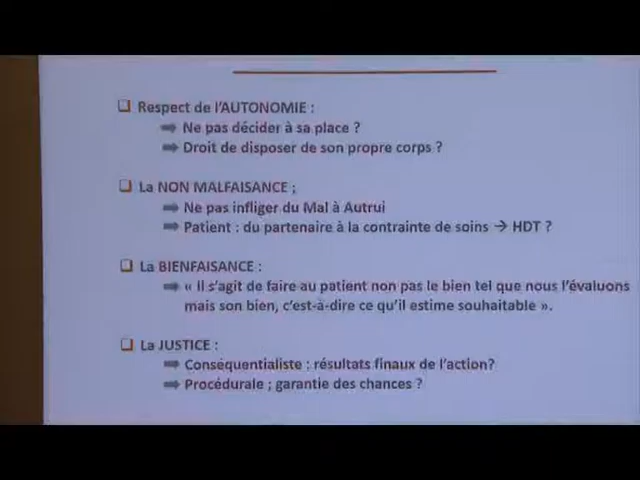 ❑ Respect de l'AUTONOMIE :
➡ Ne pas décider à sa place ?
➡ Droit de disposer de son propre corps ?
❑ La NON MALFAISANCE ;
➡ Ne pas infliger du Mal à Autrui
➡ Patient : du partenaire à la contrainte de soins → HDT ?
❑ La BIENFAISANCE :
➡ « Il s'agit de faire au patient non pas le bien tel que nous l'évaluons
mais son bien, c'est-à-dire ce qu'il estime souhaitable ».
❑ La JUSTICE :
➡ Conséquentialiste : résultats finaux de l'action?
➡ Procédurale ; garantie des chances ?